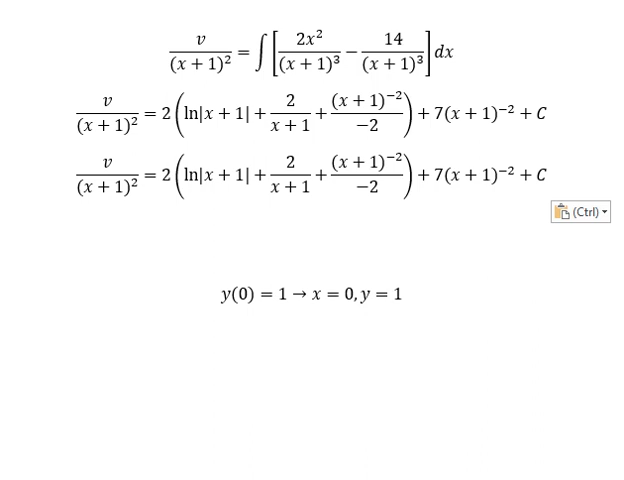 v/(x + 1)² = ∫ [2x²/(x + 1)³ − 14/(x + 1)³] dx
v/(x + 1)² = 2 (ln|x + 1| + 2/(x + 1) + (x + 1)⁻²/−2) + 7(x + 1)⁻² + C
v/(x + 1)² = 2 (ln|x + 1| + 2/(x + 1) + (x + 1)⁻²/−2) + 7(x + 1)⁻² + C
(Ctrl)
y(0) = 1 → x = 0, y = 1